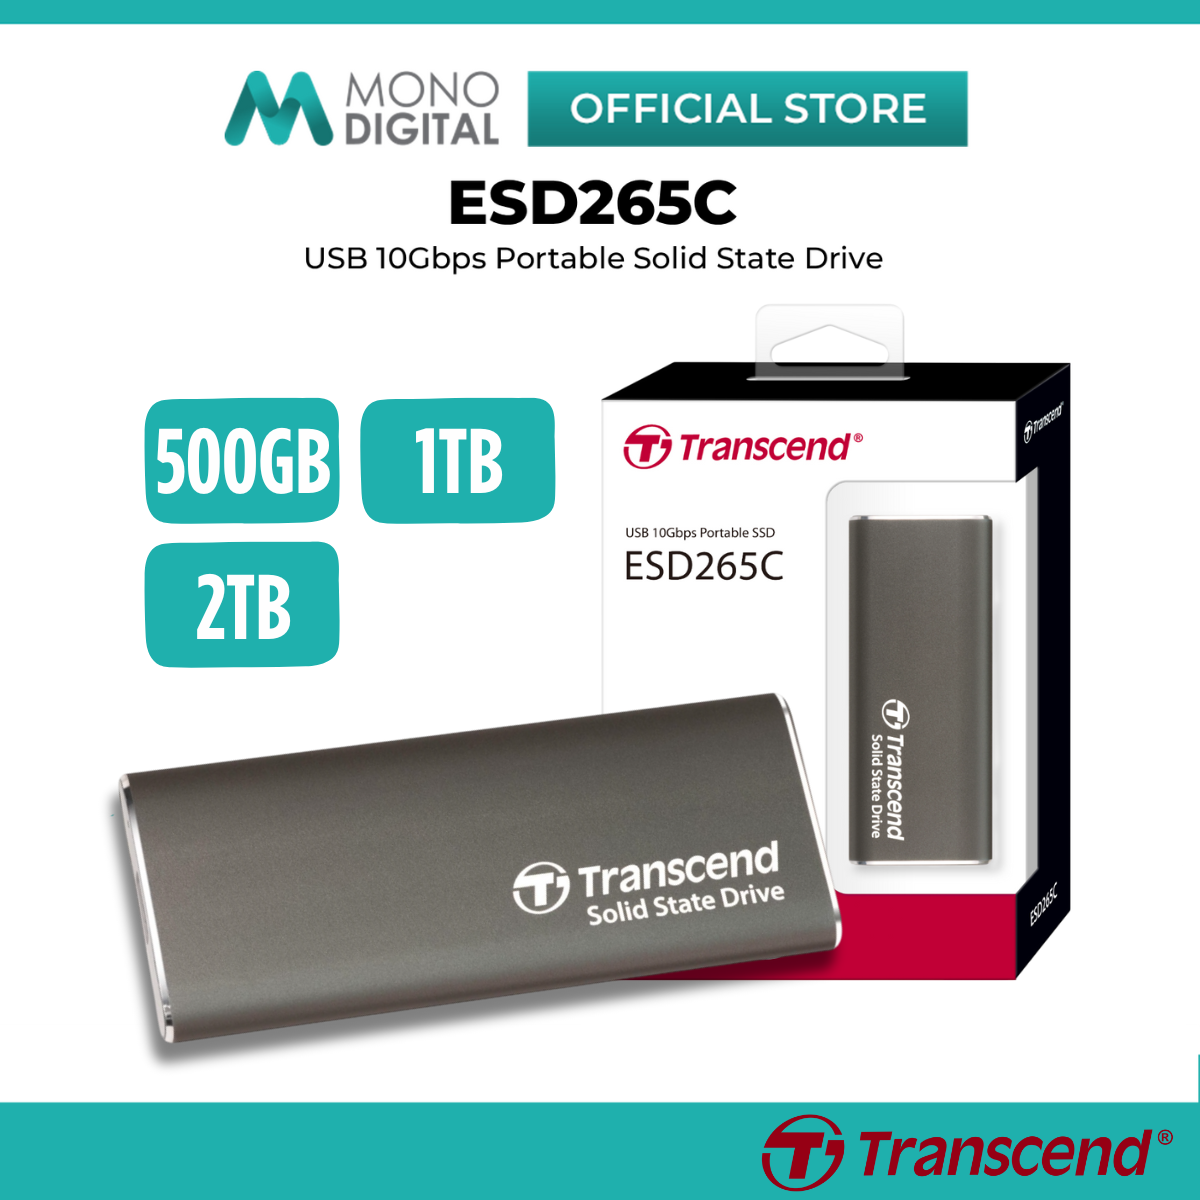 MONO
DIGITAL
OFFICIAL STORE
ESD265C
USB 10Gbps Portable Solid State Drive
500GB
1TB
2TB
Transcend®
Transcend®
USB 10Gbps Portable SSD
ESD265C
Transcend
Solid State Drive
ESD265C
Transcend
Solid State Drive
Transcend®